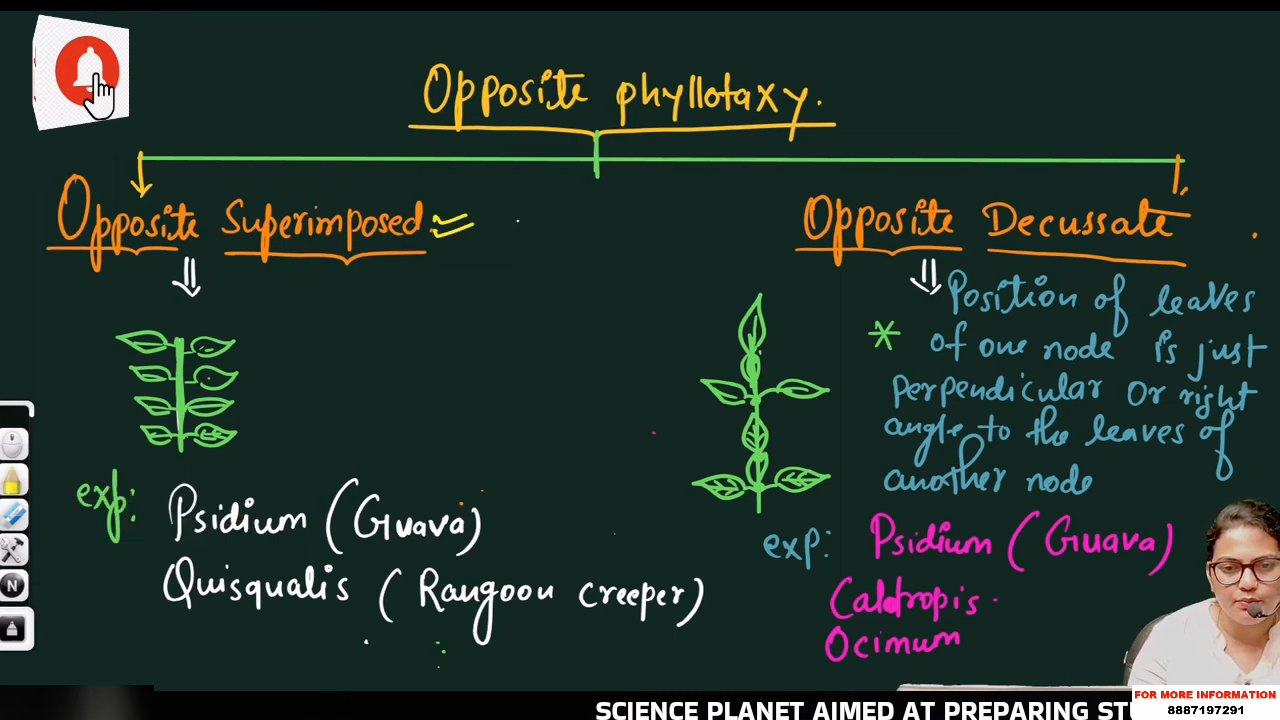 Opposite phyllotaxy.
Opposite Superimposed
exp: Psidium (Guava)
Quisqualis (Rangoon creeper)
Opposite Decussate
Position of leaves
* of one node is just
perpendicular or right
angle to the leaves of
another node
exp: Psidium (Guava)
Calotropis
Ocimum
N
SCIENCE PLANET AIMED AT PREPARING
FOR MORE INFORMATION
8887197291